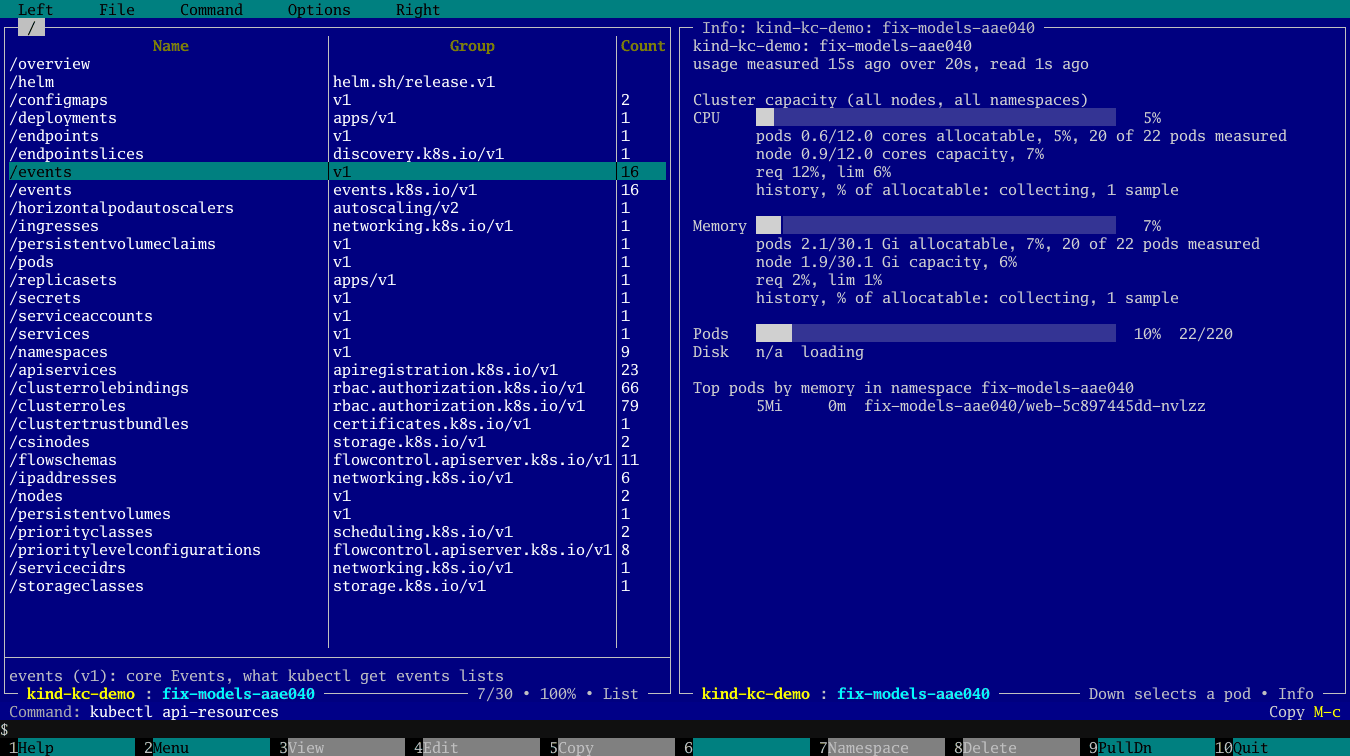 Left File Command Options Right
/
Name Group Count
/overview
/helm helm.sh/release.v1
/configmaps v1 2
/deployments apps/v1 1
/endpoints v1 1
/endpointslices discovery.k8s.io/v1 1
/events v1 16
/events events.k8s.io/v1 16
/horizontalpodautoscalers autoscaling/v2 1
/ingresses networking.k8s.io/v1 1
/persistentvolumeclaims v1 1
/pods v1 1
/replicasets apps/v1 1
/secrets v1 1
/serviceaccounts v1 1
/services v1 1
/namespaces v1 9
/apiservices apiregistration.k8s.io/v1 23
/clusterrolebindings rbac.authorization.k8s.io/v1 66
/clusterroles rbac.authorization.k8s.io/v1 79
/clustertrustbundles certificates.k8s.io/v1 1
/csinodes storage.k8s.io/v1 2
/flowschemas flowcontrol.apiserver.k8s.io/v1 11
/ipaddresses networking.k8s.io/v1 6
/nodes v1 2
/persistentvolumes v1 1
/priorityclasses scheduling.k8s.io/v1 2
/prioritylevelconfigurations flowcontrol.apiserver.k8s.io/v1 8
/servicecidrs networking.k8s.io/v1 1
/storageclasses storage.k8s.io/v1 1
events (v1): core Events, what kubectl get events lists
kind-kc-demo : fix-models-aae040 7/30 • 100% • List
Info: kind-kc-demo: fix-models-aae040
kind-kc-demo: fix-models-aae040
usage measured 15s ago over 20s, read 1s ago
Cluster capacity (all nodes, all namespaces)
CPU 5%
pods 0.6/12.0 cores allocatable, 5%, 20 of 22 pods measured
node 0.9/12.0 cores capacity, 7%
req 12%, lim 6%
history, % of allocatable: collecting, 1 sample
Memory 7%
pods 2.1/30.1 Gi allocatable, 7%, 20 of 22 pods measured
node 1.9/30.1 Gi capacity, 6%
req 2%, lim 1%
history, % of allocatable: collecting, 1 sample
Pods 10% 22/220
Disk n/a loading
Top pods by memory in namespace fix-models-aae040
5Mi 0m fix-models-aae040/web-5c897445dd-nvlzz
kind-kc-demo : fix-models-aae040 Down selects a pod • Info
Command: kubectl api-resources Copy M-c
$
1Help 2Menu 3View 4Edit 5Copy 6 7Namespace 8Delete 9PullDn 10Quit